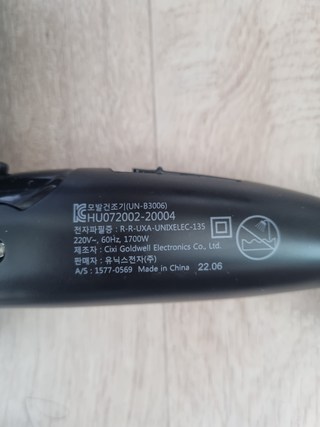 모발건조기(UN-B3006)
HU072002-20004
전자파필증 : R-R-UXA-UNIXELEC-135
220V~, 60Hz, 1700W
제조자 : Cixi Goldwell Electronics Co., Ltd.
판매자 : 유닉스전자(주)
A/S : 1577-0569 Made in China 22.06